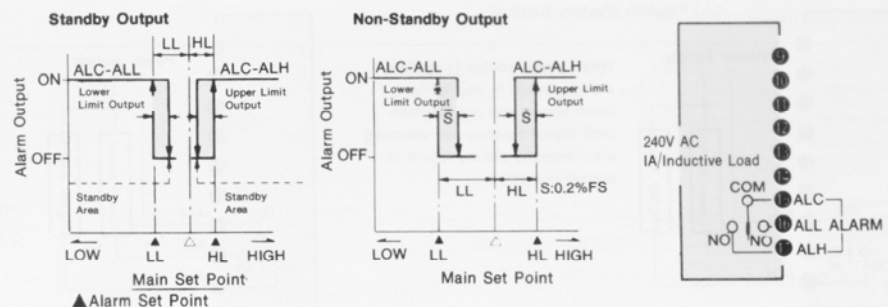 Standby Output
LL HL
ON
ALC-ALL ALC-ALH
Lower
Limit Output
Upper Limit
Output
Alarm Output
OFF
Standby
Area
Standby
Area
LOW LL HL HIGH
Main Set Point
▲Alarm Set Point
Non-Standby Output
ON
ALC-ALL ALC-ALH
Lower
Limit Output
Upper Limit
Output
S S
Alarm Output
OFF
LL HL S:0.2%FS
LOW LL HL HIGH
Main Set Point
240V AC
IA/Inductive Load
COM
NO NO
ALC
ALL ALARM
ALH